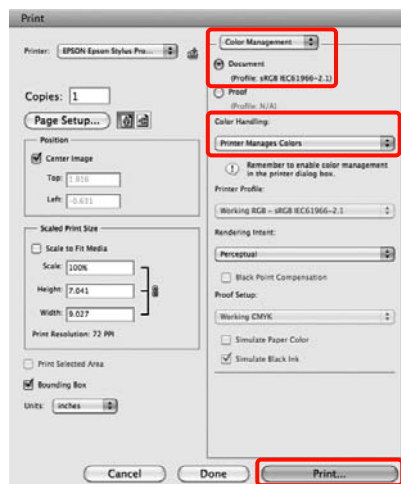 Print
Printer: EPSON Epson Stylus Pro...
Copies: 1
Page Setup...
Position
Center Image
Top: 1.916
Left: -0.431
Scaled Print Size
Scale to Fit Media
Scale: 100%
Height: 7.041
Width: 9.027
Print Resolution: 72 PPI
Print Selected Area
Bounding Box
Units: inches
Color Management
Document
(Profile: sRGB IEC61966-2.1)
Proof
(Profile: N/A)
Color Handling:
Printer Manages Colors
Remember to enable color management
in the printer dialog box.
Printer Profile:
Working RGB - sRGB IEC61966-2.1
Rendering Intent:
Perceptual
Black Point Compensation
Proof Setup:
Working CMYK
Simulate Paper Color
Simulate Black Ink
Cancel
Done
Print...